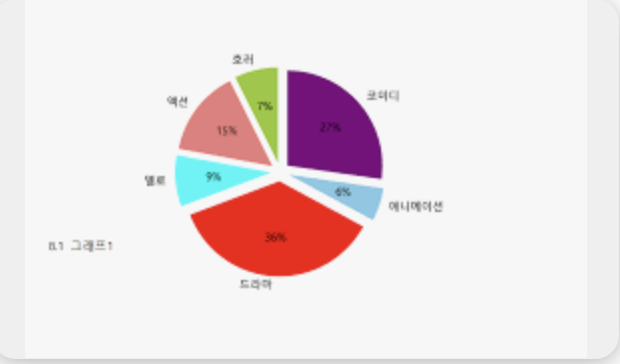 호러
7%
코미디
27%
액션
15%
멜로
9%
6%
애니메이션
36%
8.1 그래프1
드라마